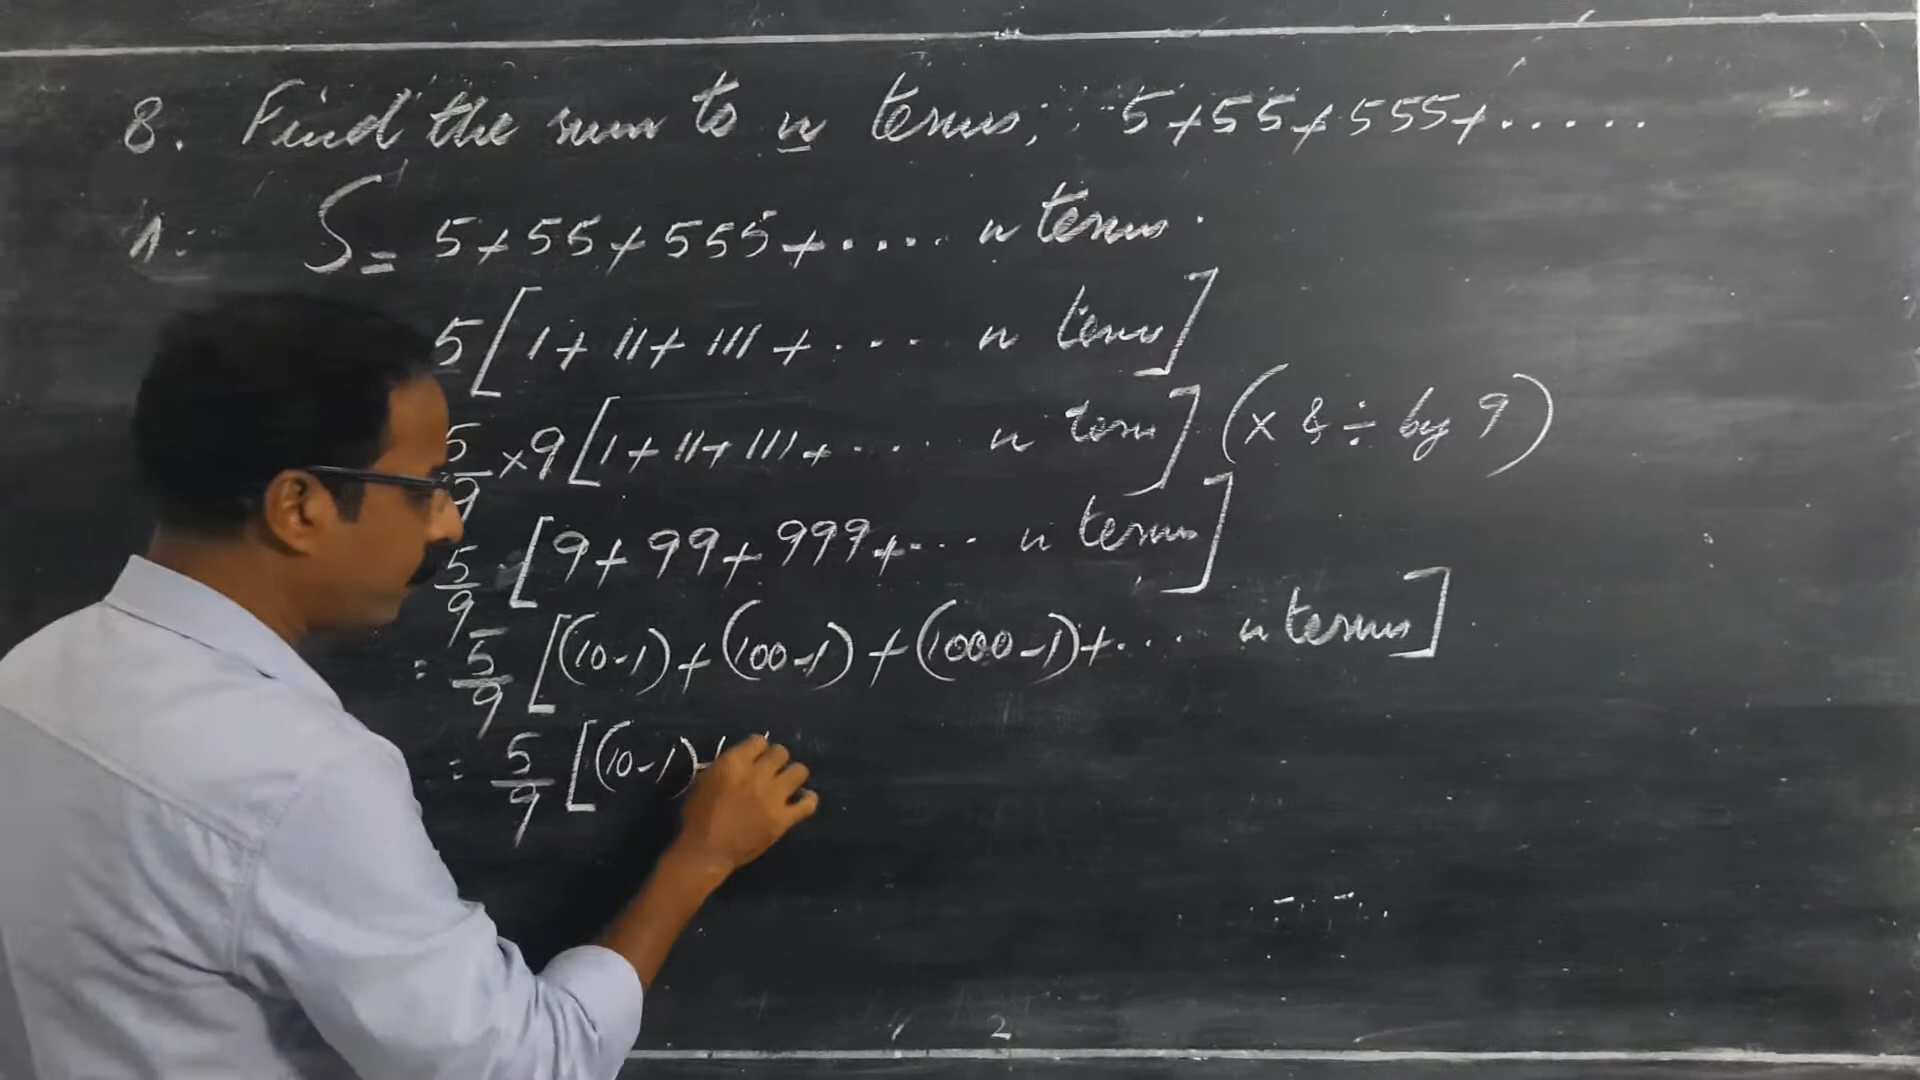 8. Find the sum to n terms; 5+55+555+.....
A: S = 5+55+555+.... n terms.
5[1+11+111+.... n terms]
5/9 ×9[1+11+111+... n terms] (× & ÷ by 9)
5/9 [9+99+999+... n terms]
= 5/9 [(10-1)+(100-1)+(1000-1)+... n terms]
= 5/9 [(10-1)+
2